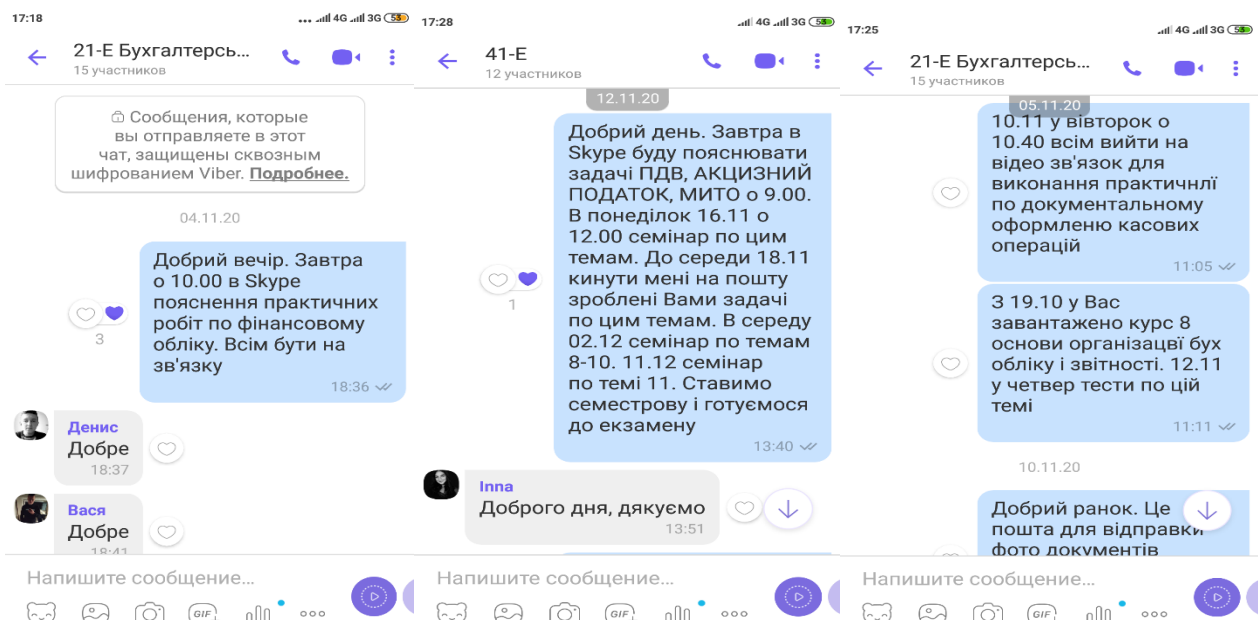 17:18
4G 3G 53
21-Е Бухгалтерсь...
15 участников
Сообщения, которые
вы отправляете в этот
чат, защищены сквозным
шифрованием Viber. Подробнее.
04.11.20
Добрий вечір. Завтра
о 10.00 в Skype
пояснення практичних
робіт по фінансовому
обліку. Всім бути на
зв'язку
18:36
3
Денис
Добре
18:37
Вася
Добре
18:41
Напишите сообщение...
GIF
17:28
4G 3G 53
41-Е
12 участников
12.11.20
Добрий день. Завтра в
Skype буду пояснювати
задачі ПДВ, АКЦИЗНИЙ
ПОДАТОК, МИТО о 9.00.
В понеділок 16.11 о
12.00 семінар по цим
темам. До середи 18.11
кинути мені на пошту
зроблені Вами задачі
по цим темам. В середу
02.12 семінар по темам
8-10. 11.12 семінар
по темі 11. Ставимо
семестрову і готуємося
до екзамену
13:40
1
Inna
Доброго дня, дякуємо
13:51
Напишите сообщение...
GIF
17:25
4G 3G 53
21-Е Бухгалтерсь...
15 участников
05.11.20
10.11 у вівторок о
10.40 всім вийти на
відео зв'язок для
виконання практичнлї
по документальному
оформленю касових
операцій
11:05
З 19.10 у Вас
завантажено курс 8
основи організацвї бух
обліку і звітності. 12.11
у четвер тести по цій
темі
11:11
10.11.20
Добрий ранок. Це
пошта для відправки
фото документів
Напишите сообщение...
GIF